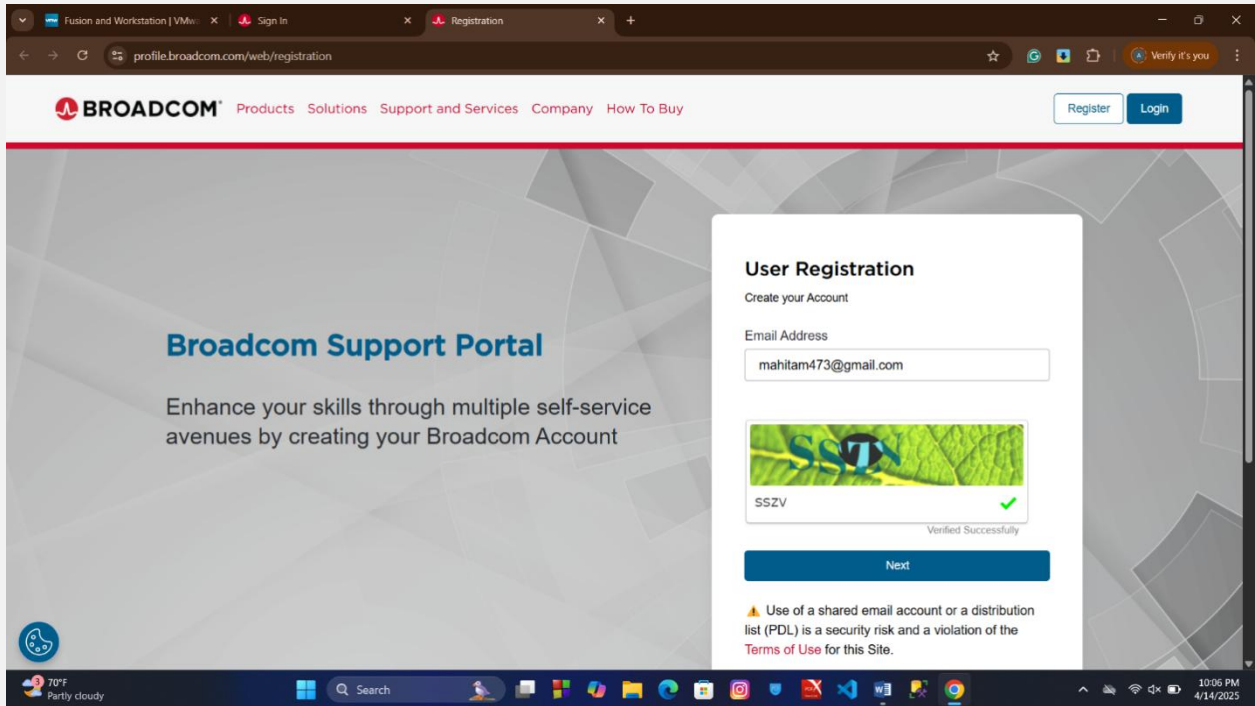 Fusion and Workstation | VMw
Sign In
Registration
profile.broadcom.com/web/registration
Verify it's you
BROADCOM
Products Solutions Support and Services Company How To Buy
Register
Login
Broadcom Support Portal
Enhance your skills through multiple self-service
avenues by creating your Broadcom Account
User Registration
Create your Account
Email Address
mahitam473@gmail.com
SSZV
Verified Successfully
Next
Use of a shared email account or a distribution
list (PDL) is a security risk and a violation of the
Terms of Use for this Site.
3
70°F
Partly cloudy
Search
10:06 PM
4/14/2025